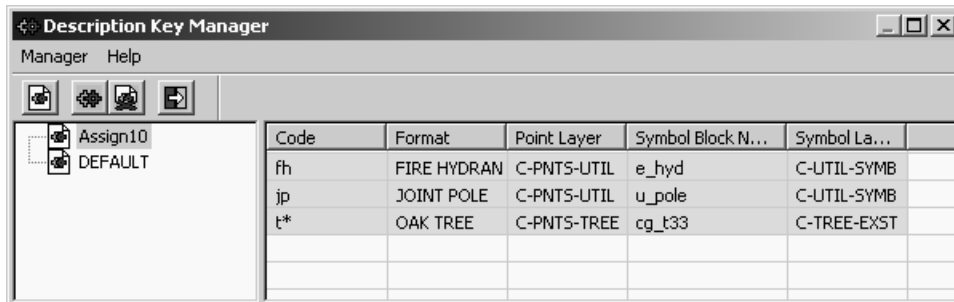 Description Key Manager
Manager Help
Assign10
DEFAULT
Code Format Point Layer Symbol Block N... Symbol La...
fh FIRE HYDRAN C-PNTS-UTIL e_hyd C-UTIL-SYMB
jp JOINT POLE C-PNTS-UTIL u_pole C-UTIL-SYMB
t* OAK TREE C-PNTS-TREE cg_t33 C-TREE-EXST